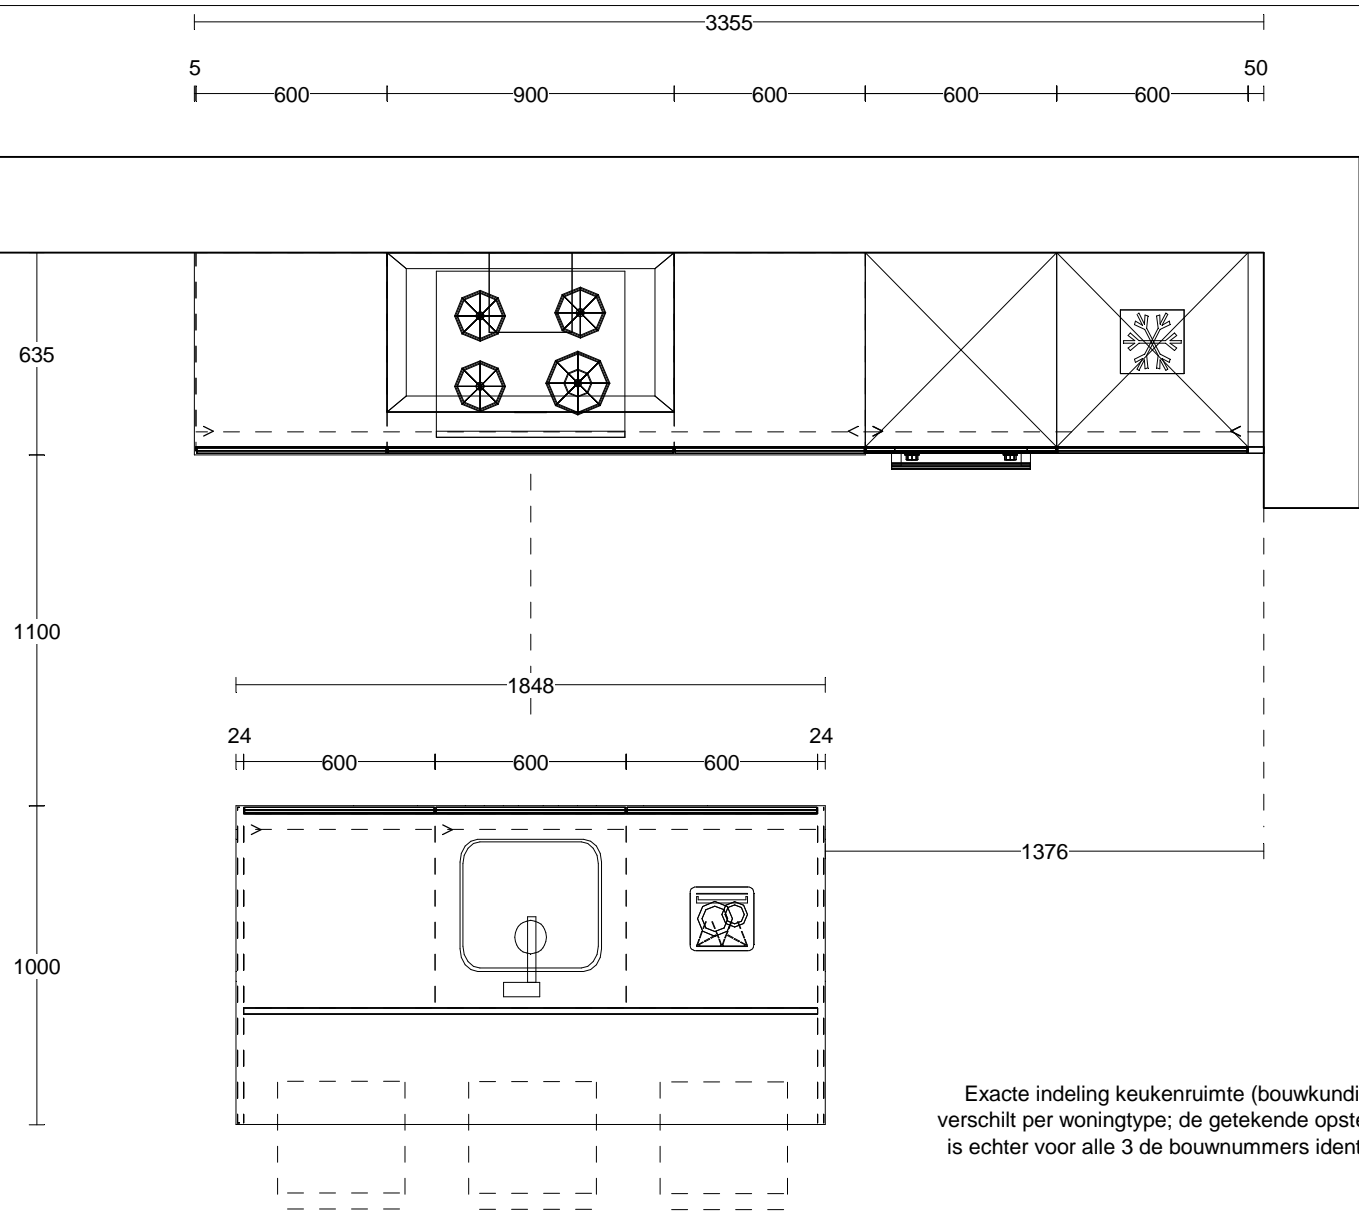 3355
5 50
600 900 600 600 600
635
1100
1848
24 24
600 600 600
1376
1000
Exacte indeling keukenruimte (bouwkundi
verschilt per woningtype; de getekende opste
is echter voor alle 3 de bouwnummers ident